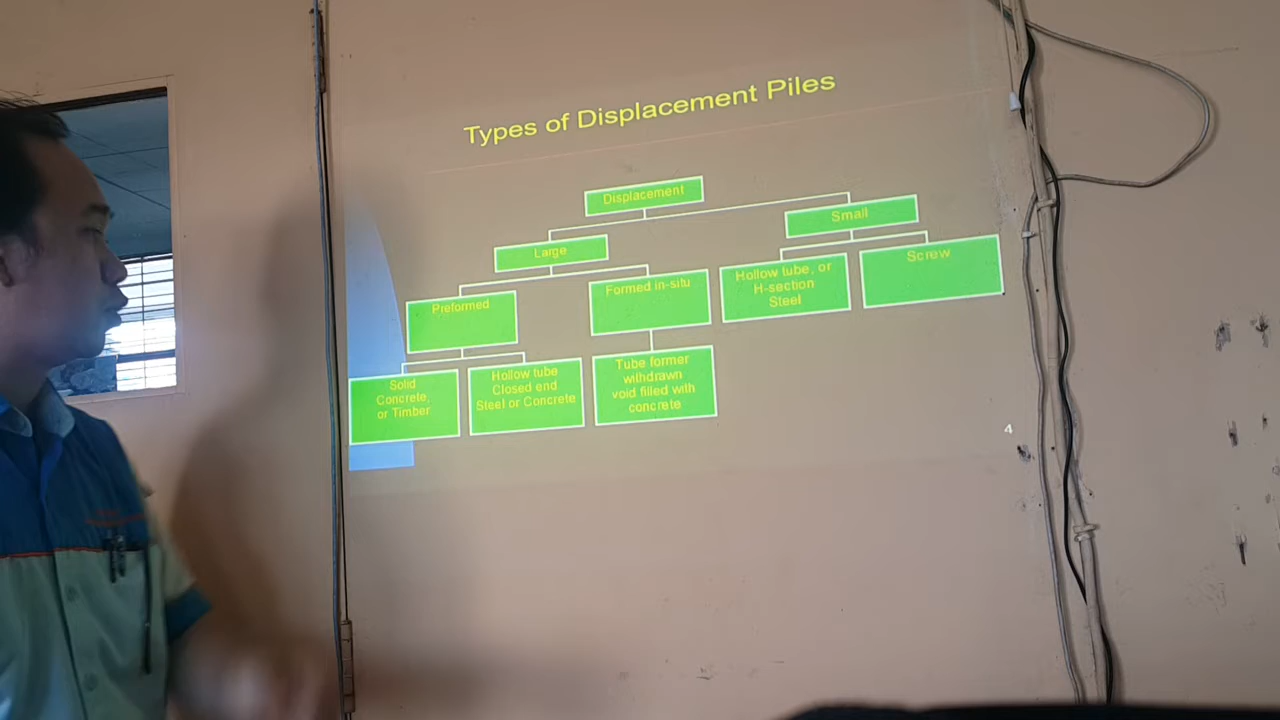 Types of Displacement Piles
Displacement
Large
Small
Preformed
Formed in-situ
Hollow tube, or
H-section
Steel
Screw
Solid
Concrete,
or Timber
Hollow tube
Closed end
Steel or Concrete
Tube former
withdrawn
void filled with
concrete
4